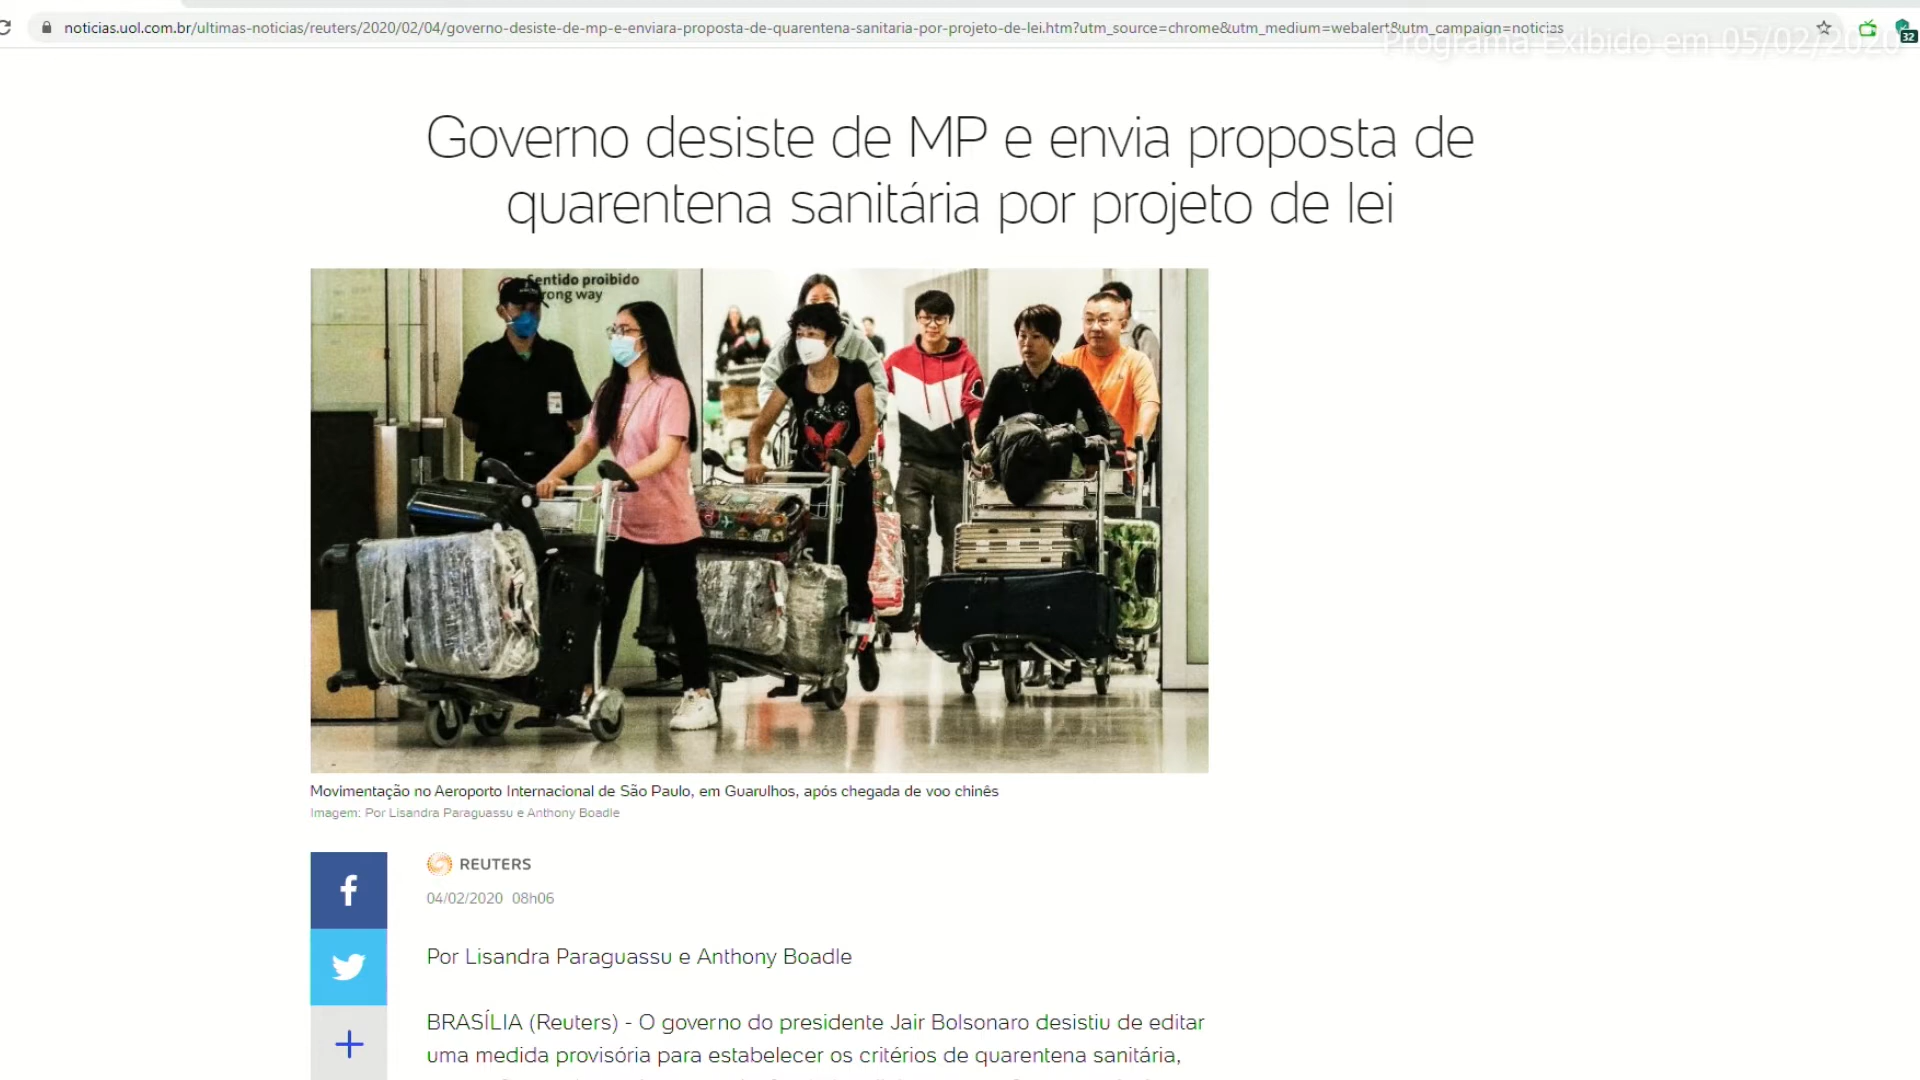 noticias.uol.com.br/ultimas-noticias/reuters/2020/02/04/governo-desiste-de-mp-e-enviara-proposta-de-quarentena-sanitaria-por-projeto-de-lei.htm?utm_source=chrome&utm_medium=webalert&utm_campaign=noticias
32
Programa Exibido em 05/02/2020
Governo desiste de MP e envia proposta de
quarentena sanitária por projeto de lei
Sentido proibido
rong way
Movimentação no Aeroporto Internacional de São Paulo, em Guarulhos, após chegada de voo chinês
Imagem: Por Lisandra Paraguassu e Anthony Boadle
REUTERS
04/02/2020 08h06
Por Lisandra Paraguassu e Anthony Boadle
BRASÍLIA (Reuters) - O governo do presidente Jair Bolsonaro desistiu de editar
uma medida provisória para estabelecer os critérios de quarentena sanitária,